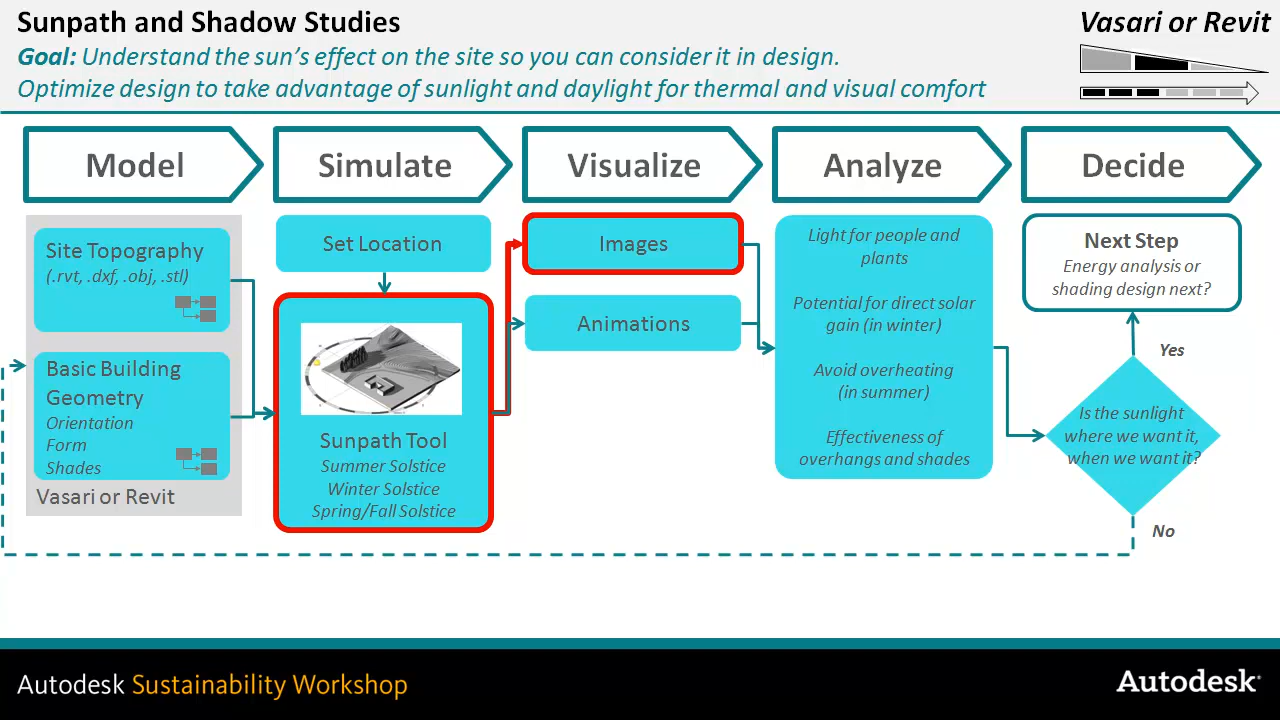 Sunpath and Shadow Studies
Vasari or Revit
Goal: Understand the sun's effect on the site so you can consider it in design.
Optimize design to take advantage of sunlight and daylight for thermal and visual comfort
Model
Simulate
Visualize
Analyze
Decide
Site Topography
(.rvt, .dxf, .obj, .stl)
Basic Building
Geometry
Orientation
Form
Shades
Vasari or Revit
Set Location
Sunpath Tool
Summer Solstice
Winter Solstice
Spring/Fall Solstice
Images
Animations
Light for people and
plants
Potential for direct solar
gain (in winter)
Avoid overheating
(in summer)
Effectiveness of
overhangs and shades
Next Step
Energy analysis or
shading design next?
Yes
Is the sunlight
where we want it,
when we want it?
No
Autodesk Sustainability Workshop
Autodesk